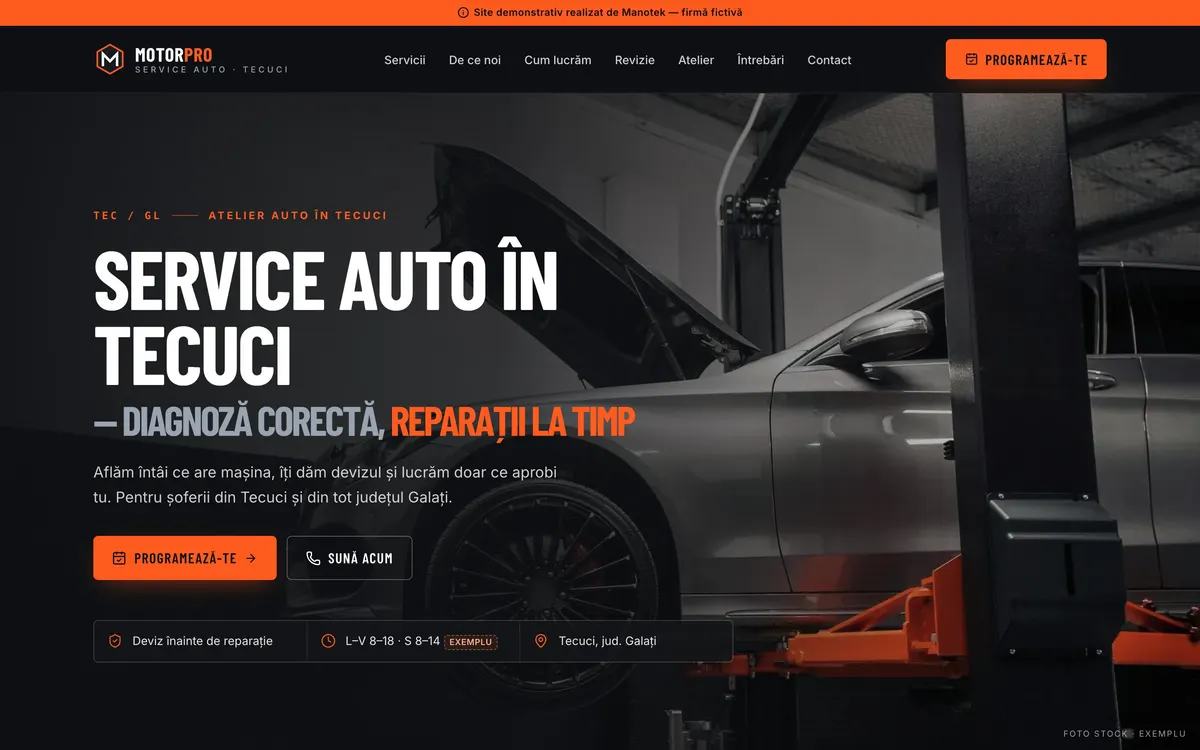 Site demonstrativ realizat de Manotek — firmă fictivă
MOTORPRO
SERVICE AUTO · TECUCI
Servicii
De ce noi
Cum lucrăm
Revizie
Atelier
Întrebări
Contact
PROGRAMEAZĂ-TE
TEC / GL — ATELIER AUTO ÎN TECUCI
SERVICE AUTO ÎN
TECUCI
— DIAGNOZĂ CORECTĂ, REPARAȚII LA TIMP
Aflăm întâi ce are mașina, îți dăm devizul și lucrăm doar ce aprobi
tu. Pentru șoferii din Tecuci și din tot județul Galați.
PROGRAMEAZĂ-TE →
SUNĂ ACUM
Deviz înainte de reparație
L–V 8–18 · S 8–14 EXEMPLU
Tecuci, jud. Galați
FOTO STOCK · EXEMPLU